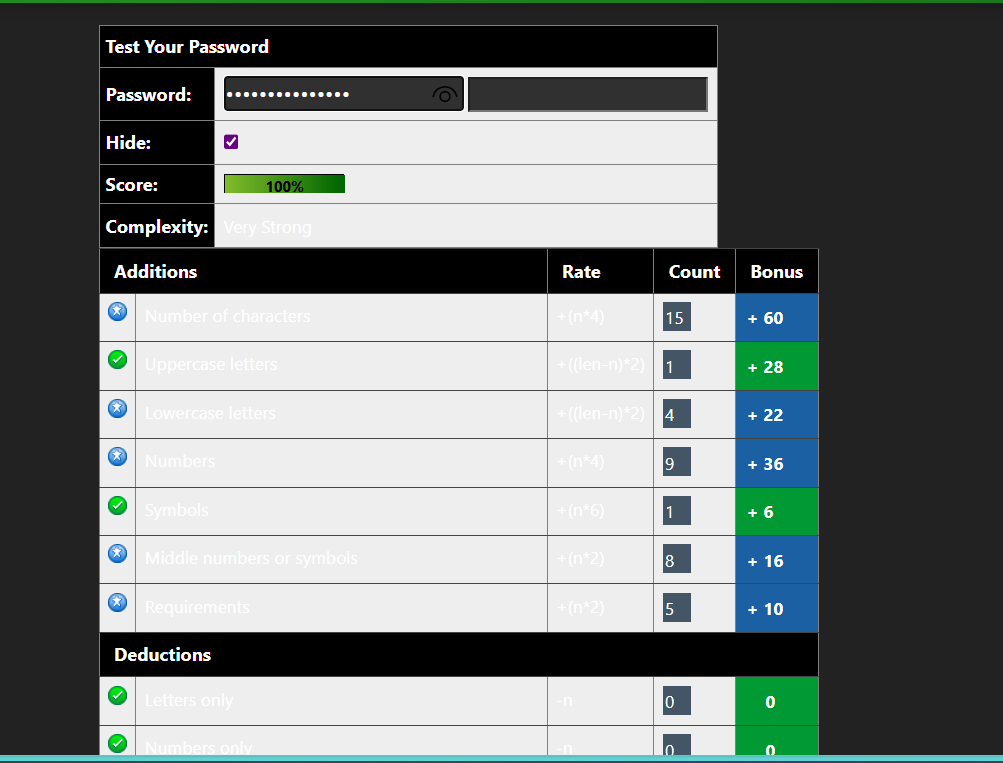 Test Your Password
Password: •••••••••••••••
Hide:
Score: 100%
Complexity: Very Strong
Additions Rate Count Bonus
Number of characters +(n*4) 15 + 60
Uppercase letters +((len-n)*2) 1 + 28
Lowercase letters +((len-n)*2) 4 + 22
Numbers +(n*4) 9 + 36
Symbols +(n*6) 1 + 6
Middle numbers or symbols +(n*2) 8 + 16
Requirements +(n*2) 5 + 10
Deductions
Letters only -n 0 0
Numbers only -n 0 0